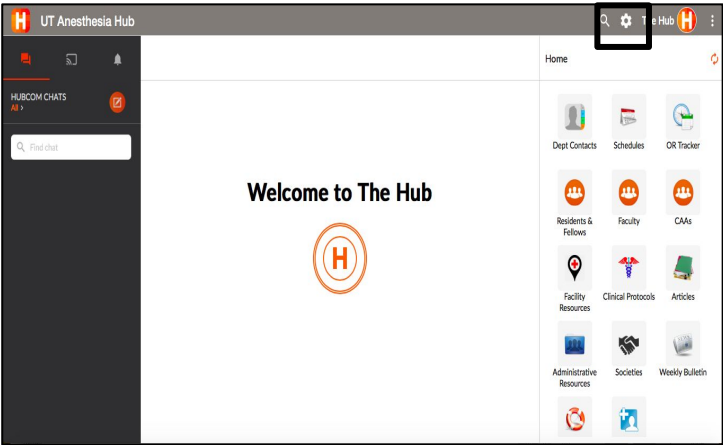 H UT Anesthesia Hub
The Hub H
HUBCOM CHATS
All >
Find chat
Welcome to The Hub
H
Home
Dept Contacts Schedules OR Tracker
Residents & Fellows
Faculty CAAs
Facility Resources
Clinical Protocols Articles
Administrative Resources
Societies Weekly Bulletin